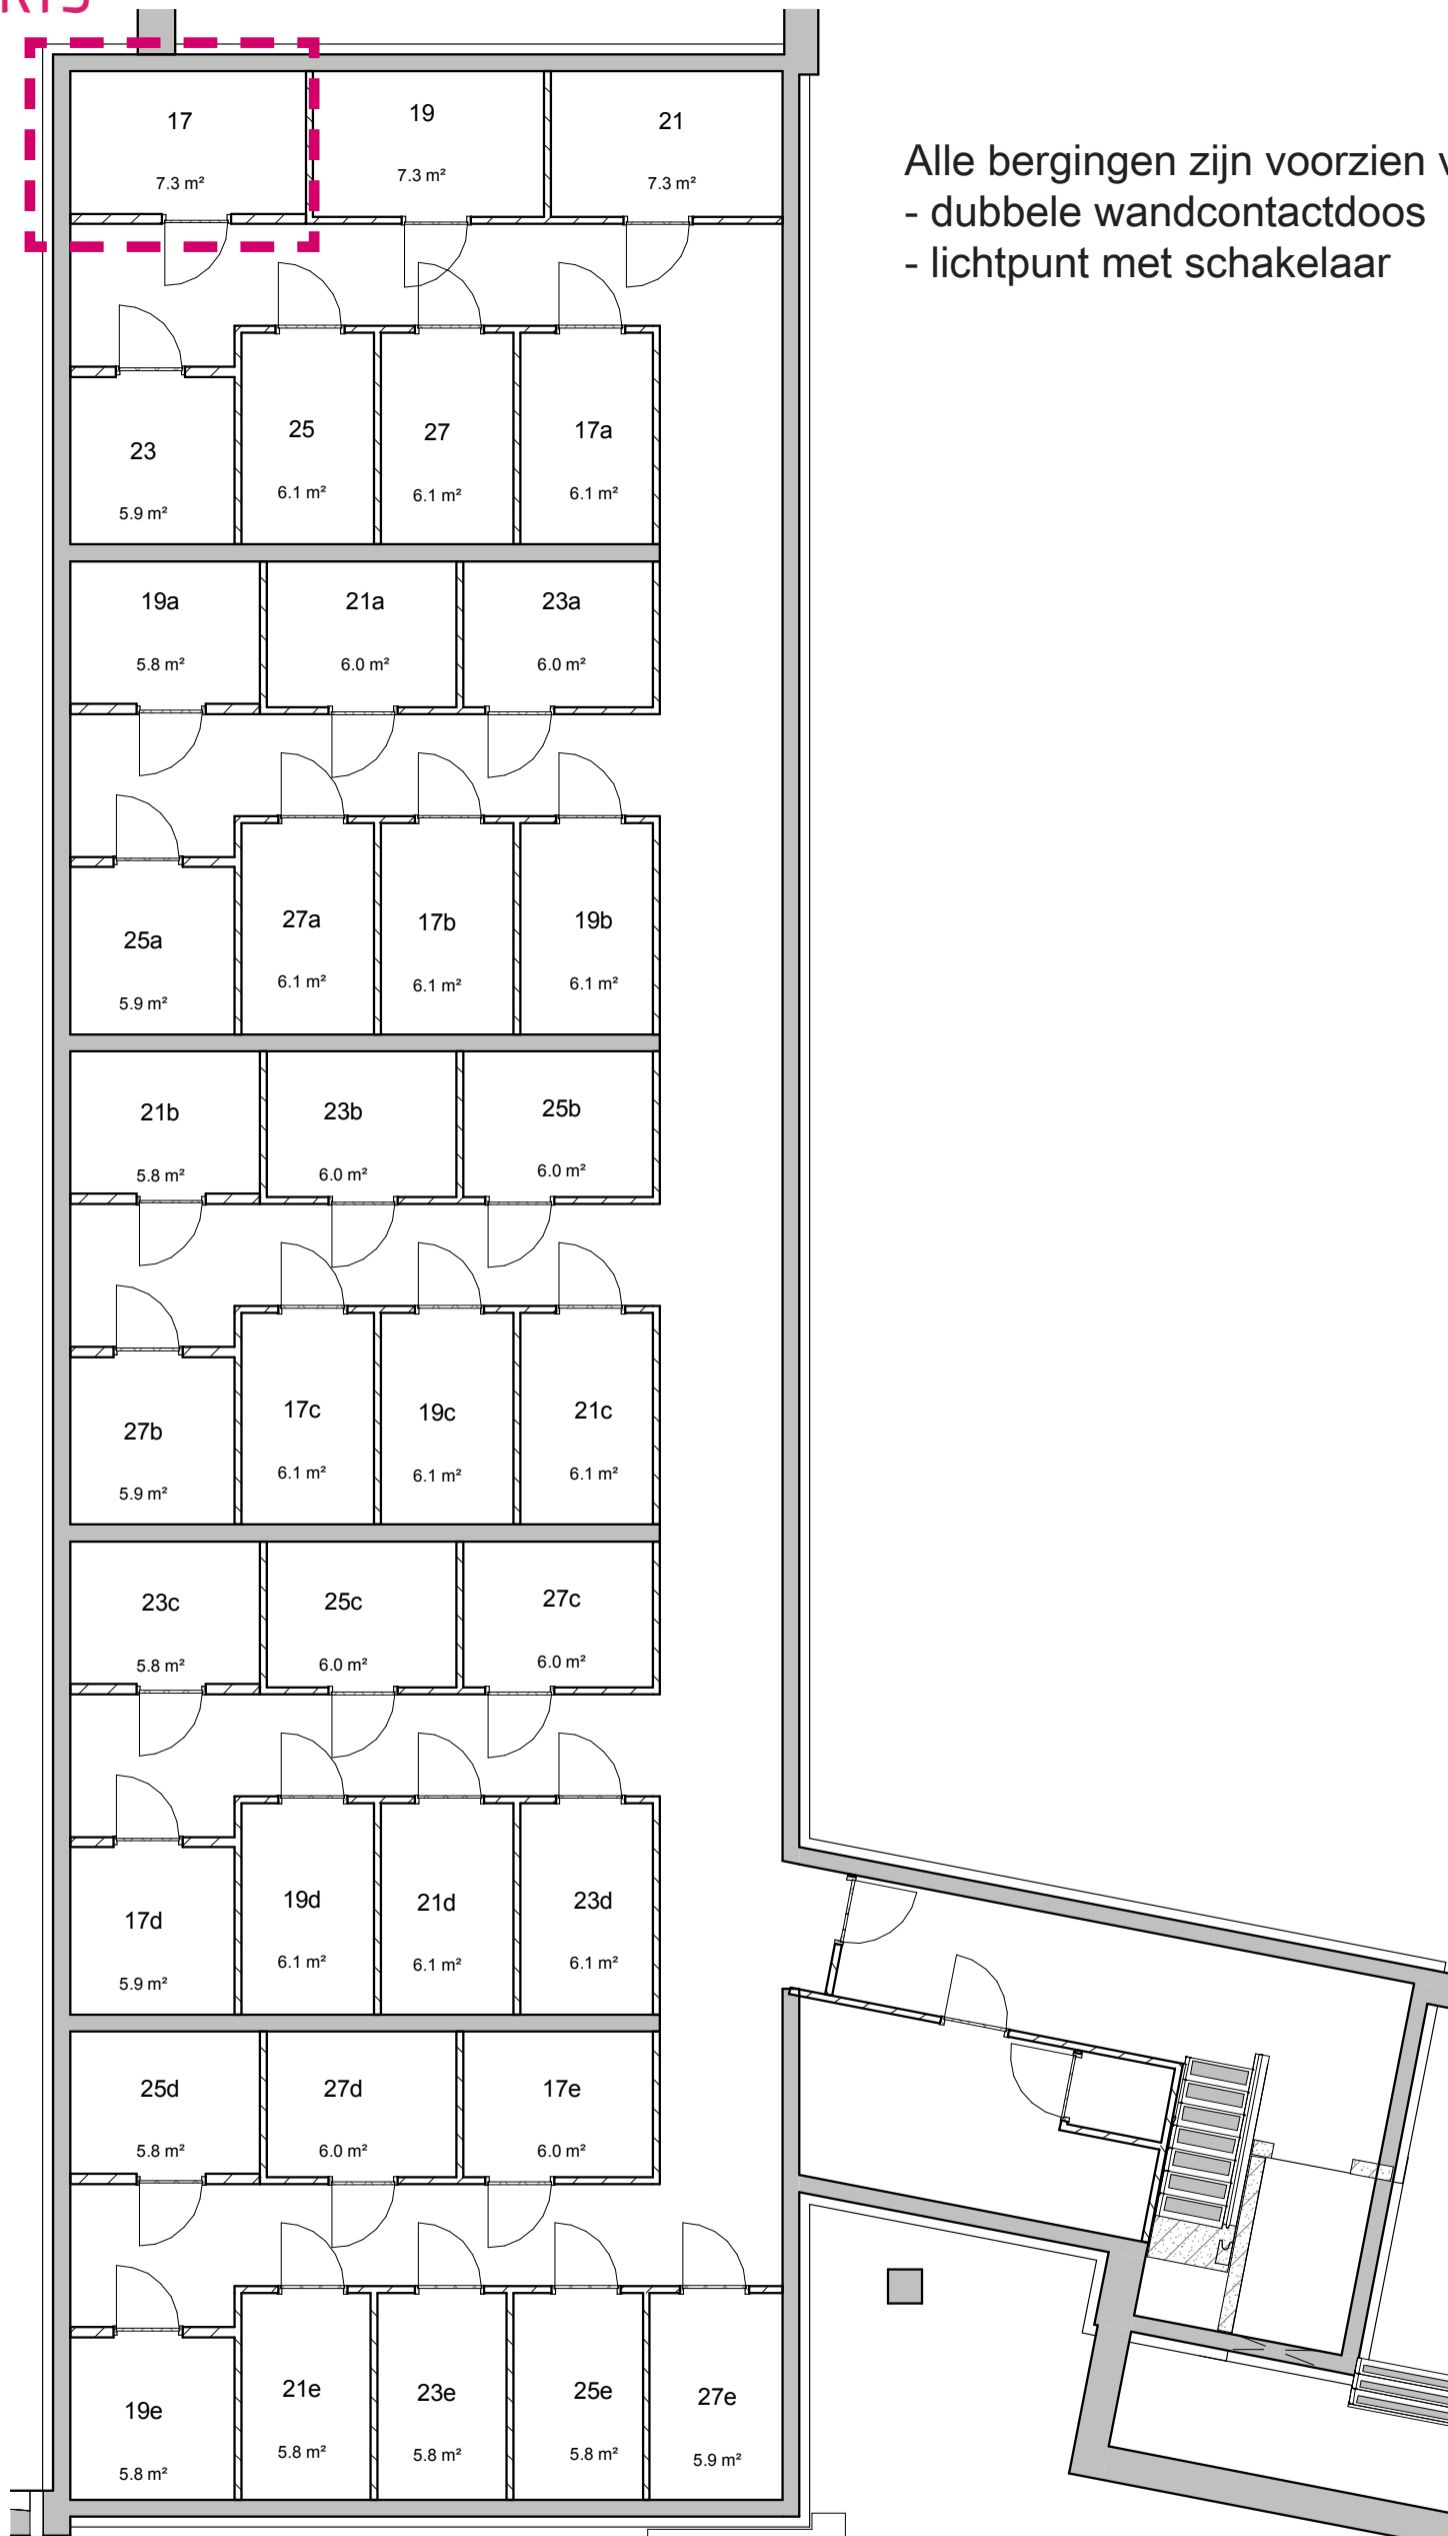 17
7.3 m²
19
7.3 m²
21
7.3 m²
Alle bergingen zijn voorzien
- dubbele wandcontactdoos
- lichtpunt met schakelaar
23
5.9 m²
25
6.1 m²
27
6.1 m²
17a
6.1 m²
19a
5.8 m²
21a
6.0 m²
23a
6.0 m²
25a
5.9 m²
27a
6.1 m²
17b
6.1 m²
19b
6.1 m²
21b
5.8 m²
23b
6.0 m²
25b
6.0 m²
27b
5.9 m²
17c
6.1 m²
19c
6.1 m²
21c
6.1 m²
23c
5.8 m²
25c
6.0 m²
27c
6.0 m²
17d
5.9 m²
19d
6.1 m²
21d
6.1 m²
23d
6.1 m²
25d
5.8 m²
27d
6.0 m²
17e
6.0 m²
19e
5.8 m²
21e
5.8 m²
23e
5.8 m²
25e
5.8 m²
27e
5.9 m²